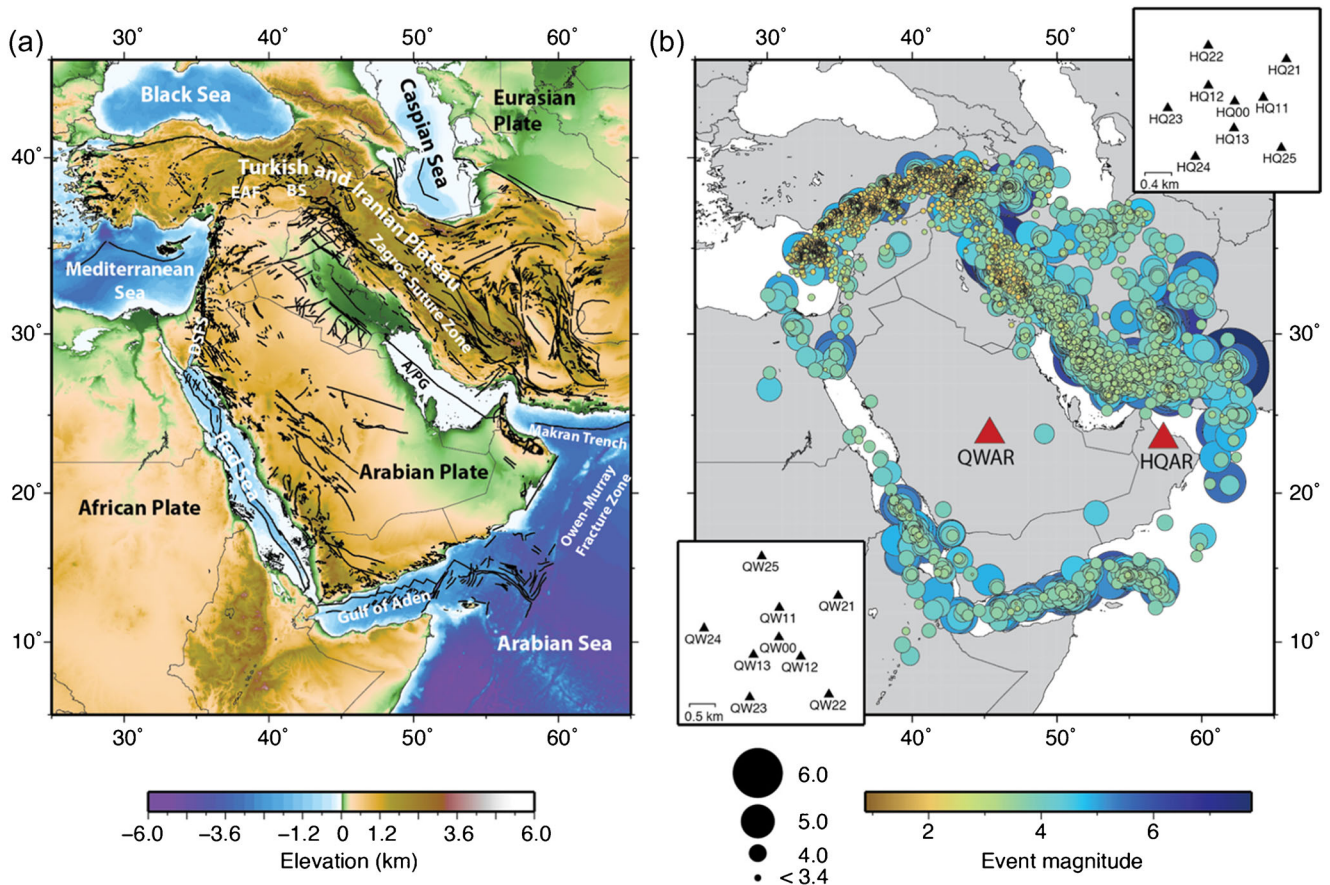 (a)
30°
40°
50°
60°
40°
30°
20°
10°
30°
40°
50°
60°
Black Sea
Caspian Sea
Eurasian
Plate
Turkish and Iranian Plateau
EAF
BS
Zagros Suture Zone
Mediterranean
Sea
DSFS
A/PG
Makran Trench
Red Sea
Arabian Plate
African Plate
Owen-Murray
Fracture Zone
Gulf of Aden
Arabian Sea
−6.0 −3.6 −1.2 0 1.2 3.6 6.0
Elevation (km)
(b)
30°
40°
50°
HQ22
HQ21
HQ12
HQ00
HQ11
HQ23
HQ13
HQ24
HQ25
0.4 km
30°
20°
10°
QWAR
HQAR
QW25
QW11
QW21
QW24
QW00
QW13
QW12
QW23
QW22
0.5 km
40°
50°
60°
6.0
5.0
4.0
< 3.4
2 4 6
Event magnitude